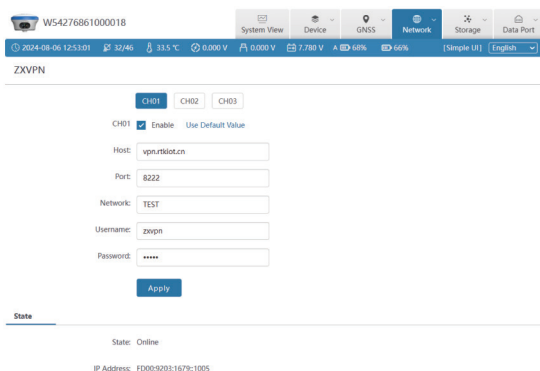 W54276861000018
System View
Device
GNSS
Network
Storage
Data Port
2024-08-06 12:53:01 32/46 33.5 ℃ 0.000 V 0.000 V 7.780 V A 68% 66% [Simple UI] English
ZXVPN
CH01 CH02 CH03
CH01 Enable Use Default Value
Host: vpn.rtkiot.cn
Port: 8222
Network: TEST
Username: zxvpn
Password: •••••
Apply
State
State: Online
IP Address: FD00:9203:1679::1005